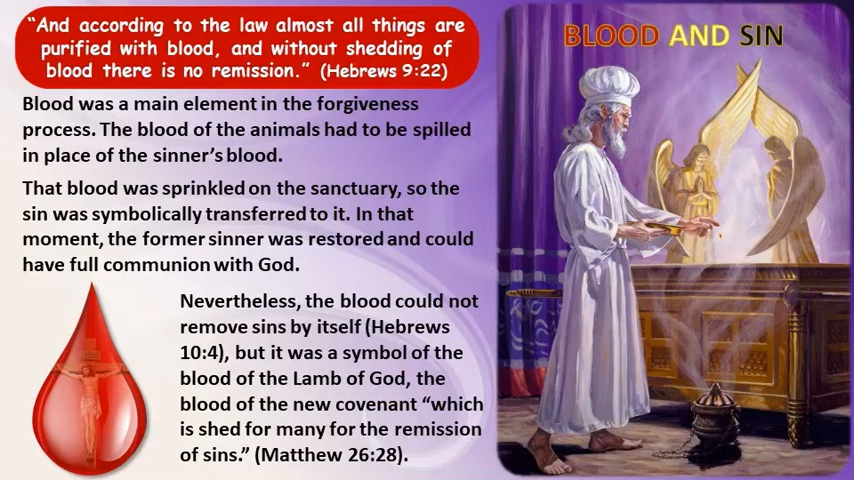 BLOOD AND SIN
“And according to the law almost all things are
purified with blood, and without shedding of
blood there is no remission.” (Hebrews 9:22)
Blood was a main element in the forgiveness
process. The blood of the animals had to be spilled
in place of the sinner’s blood.
That blood was sprinkled on the sanctuary, so the
sin was symbolically transferred to it. In that
moment, the former sinner was restored and could
have full communion with God.
Nevertheless, the blood could not
remove sins by itself (Hebrews
10:4), but it was a symbol of the
blood of the Lamb of God, the
blood of the new covenant “which
is shed for many for the remission
of sins.” (Matthew 26:28).